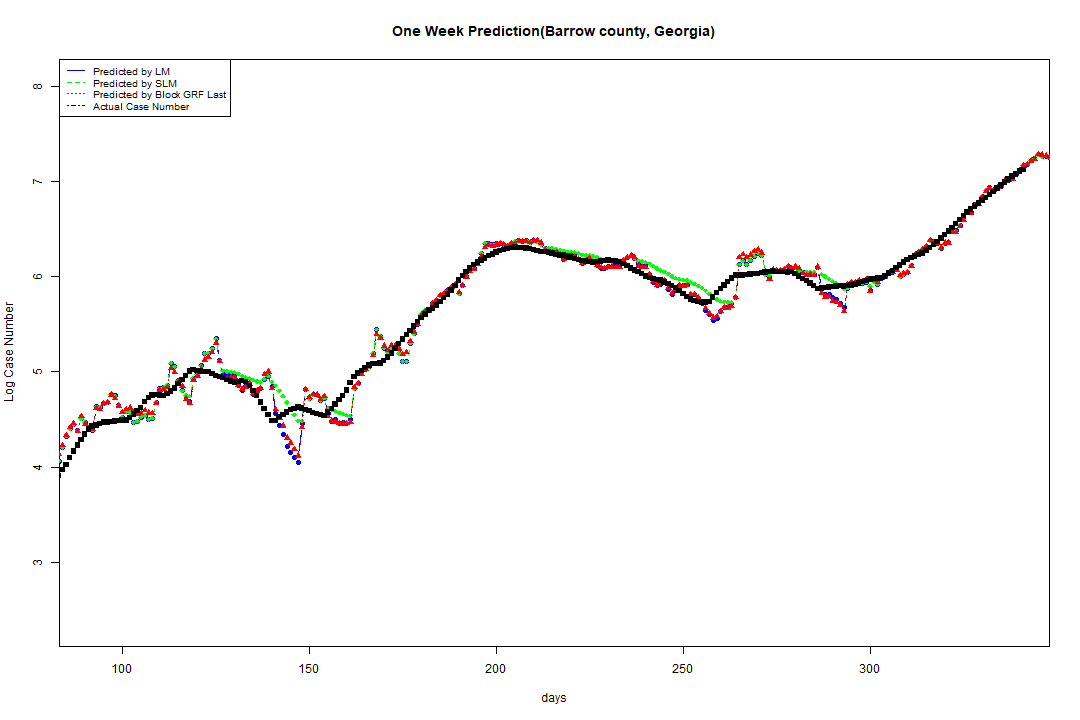 One Week Prediction(Barrow county, Georgia)
Predicted by LM
Predicted by SLM
Predicted by Block GRF Last
Actual Case Number
Log Case Number
8
7
6
5
4
3
100 150 200 250 300
days